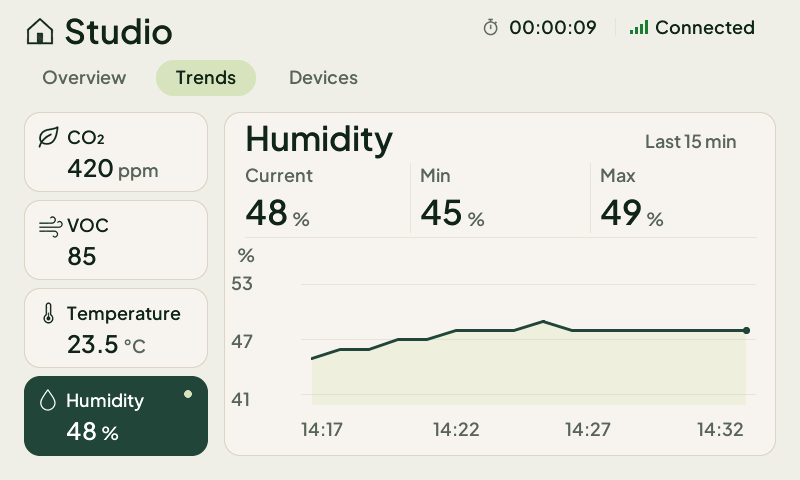 Studio
00:00:09
Connected
Overview
Trends
Devices
CO₂
420 ppm
VOC
85
Temperature
23.5 °C
Humidity
48 %
Humidity
Last 15 min
Current
48 %
Min
45 %
Max
49 %
%
53
47
41
14:17
14:22
14:27
14:32